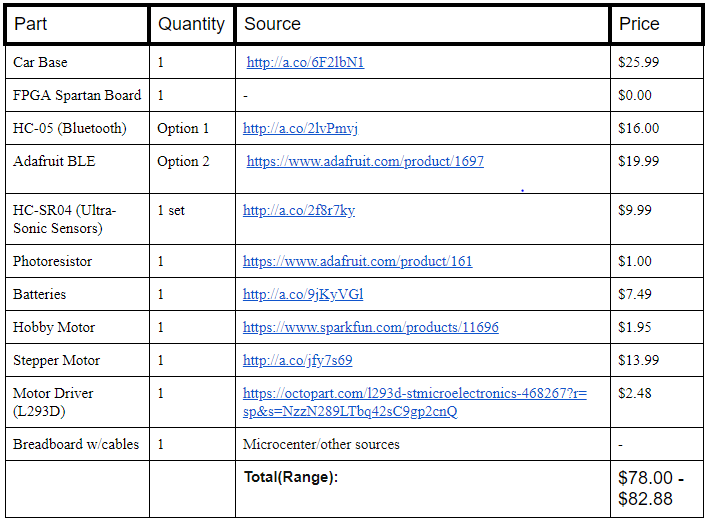 Part Quantity Source Price
Car Base 1 http://a.co/6F2lbN1 $25.99
FPGA Spartan Board 1 - $0.00
HC-05 (Bluetooth) Option 1 http://a.co/2lvPmvj $16.00
Adafruit BLE Option 2 https://www.adafruit.com/product/1697 $19.99
HC-SR04 (Ultra- 1 set http://a.co/2f8r7ky $9.99
Sonic Sensors)
Photoresistor 1 https://www.adafruit.com/product/161 $1.00
Batteries 1 http://a.co/9jKyVGl $7.49
Hobby Motor 1 https://www.sparkfun.com/products/11696 $1.95
Stepper Motor 1 http://a.co/jfy7s69 $13.99
Motor Driver 1 https://octopart.com/l293d-stmicroelectronics-468267?r= $2.48
(L293D) sp&s=NzzN289LTbq42sC9gp2cnQ
Breadboard w/cables 1 Microcenter/other sources -
Total(Range): $78.00 -
$82.88